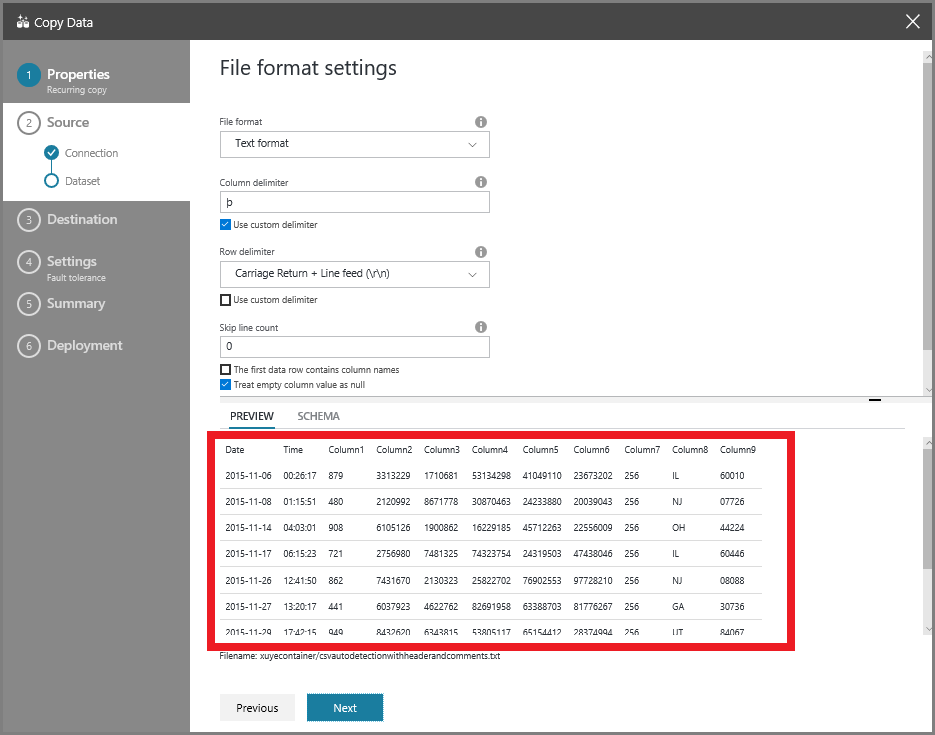 Copy Data
1 Properties
Recurring copy
2 Source
Connection
Dataset
3 Destination
4 Settings
Fault tolerance
5 Summary
6 Deployment
File format settings
File format
Text format
Column delimiter
þ
Use custom delimiter
Row delimiter
Carriage Return + Line feed (\r\n)
Use custom delimiter
Skip line count
0
The first data row contains column names
Treat empty column value as null
PREVIEW SCHEMA
Date Time Column1 Column2 Column3 Column4 Column5 Column6 Column7 Column8 Column9
2015-11-06 00:26:17 879 3313229 1710681 53134298 41049110 23673202 256 IL 60010
2015-11-08 01:15:51 480 2120992 8671778 30870463 24233880 20039043 256 NJ 07726
2015-11-14 04:03:01 908 6105126 1900862 16229185 45712263 22556009 256 OH 44224
2015-11-17 06:15:23 721 2756980 7481325 74323754 24319503 47438046 256 IL 60446
2015-11-26 12:41:50 862 7431670 2130323 25822702 76902553 97728210 256 NJ 08088
2015-11-27 13:20:17 441 6037923 4622762 82691958 63388703 81776267 256 GA 30736
2015-11-29 17:42:15 949 8432620 6343815 53805117 65154412 28374994 256 UT 84067
Filename: xuyecontainer/csvautodetectionwithheaderandcomments.txt
Previous Next